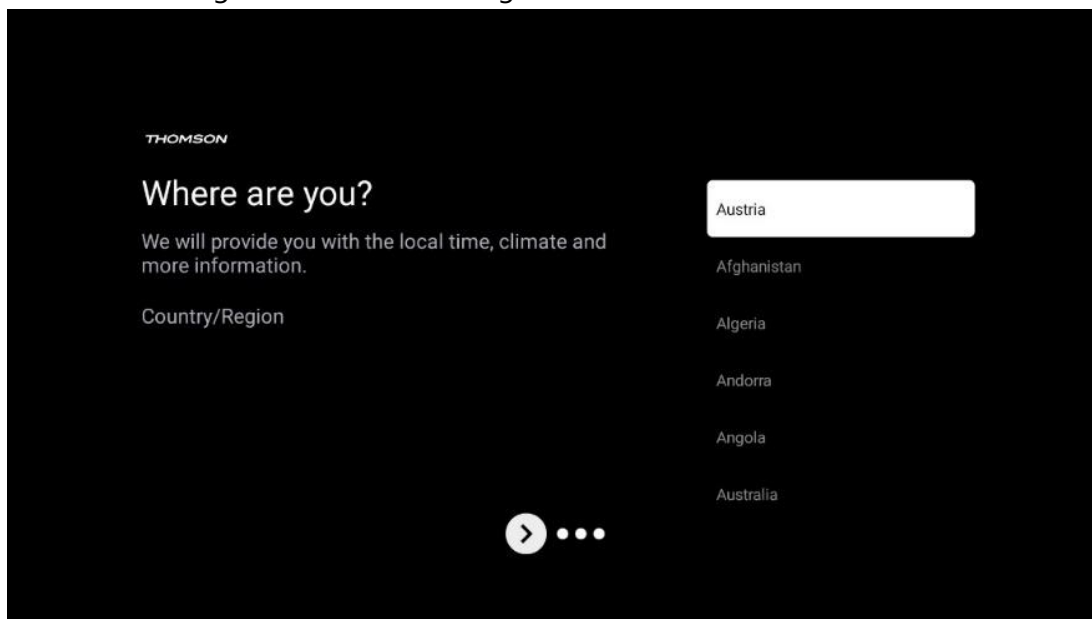 THOMSON
Where are you?
We will provide you with the local time, climate and
more information.
Country/Region
Austria
Afghanistan
Algeria
Andorra
Angola
Australia